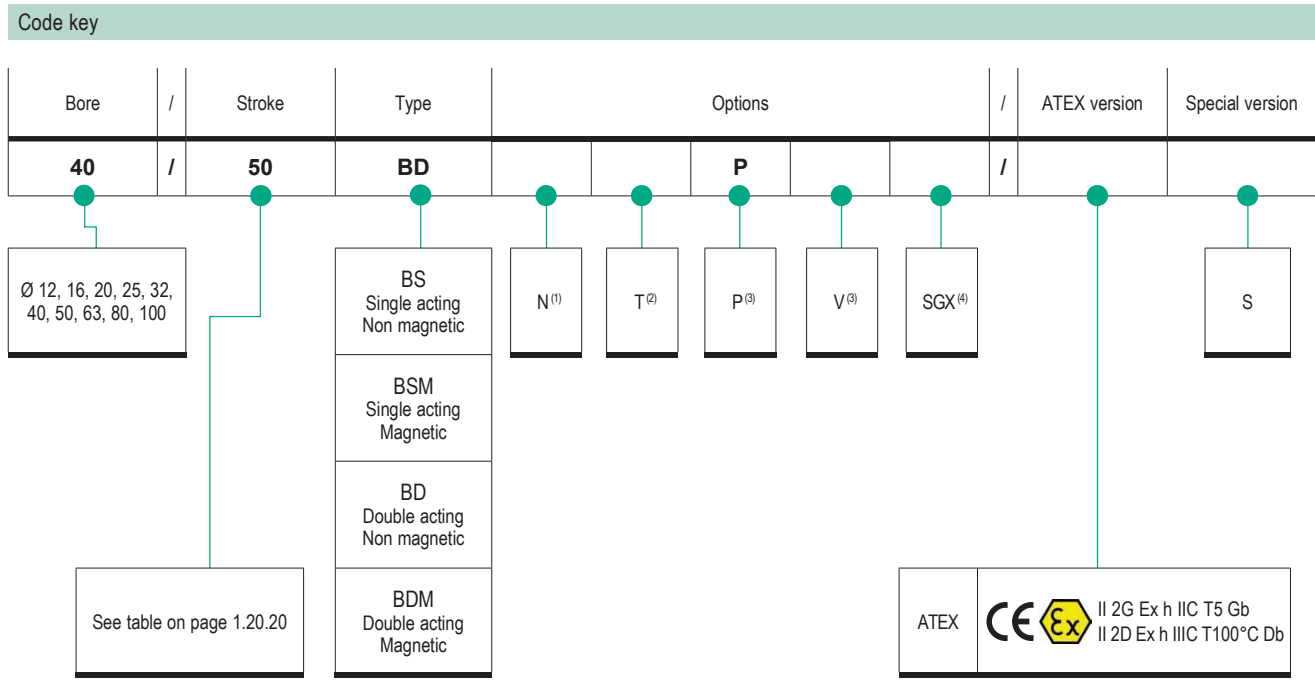 Code key
Bore / Stroke Type Options / ATEX version Special version
40 / 50 BD P /
Ø 12, 16, 20, 25, 32,
40, 50, 63, 80, 100
BS
Single acting
Non magnetic
N(1) T(2) P(3) V(3) SGX(4) S
BSM
Single acting
Magnetic
BD
Double acting
Non magnetic
See table on page 1.20.20
BDM
Double acting
Magnetic
ATEX CE Ex II 2G Ex h IIC T5 Gb
II 2D Ex h IIIC T100°C Db